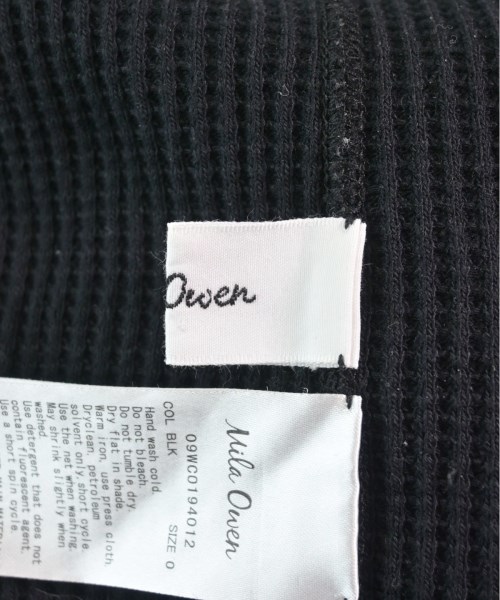 Owen
Mila Owen
09WC0194012
COL BLK SIZE 0
Hand wash cold.
Do not bleach.
Do not tumble dry.
Dry flat in shade.
Warm iron, use press cloth.
Dryclean, petroleum
solvent only,short cycle.
Use the net when washing.
May shrink slightly when
washed.
Use detergent that does not
contain fluorescent agent.
Use a short spin cycle.